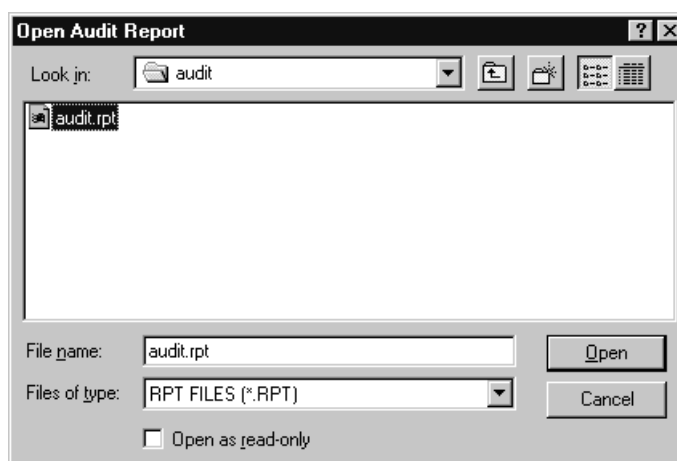 Open Audit Report
Look in: audit
audit.rpt
File name: audit.rpt Open
Files of type: RPT FILES (*.RPT) Cancel
Open as read-only